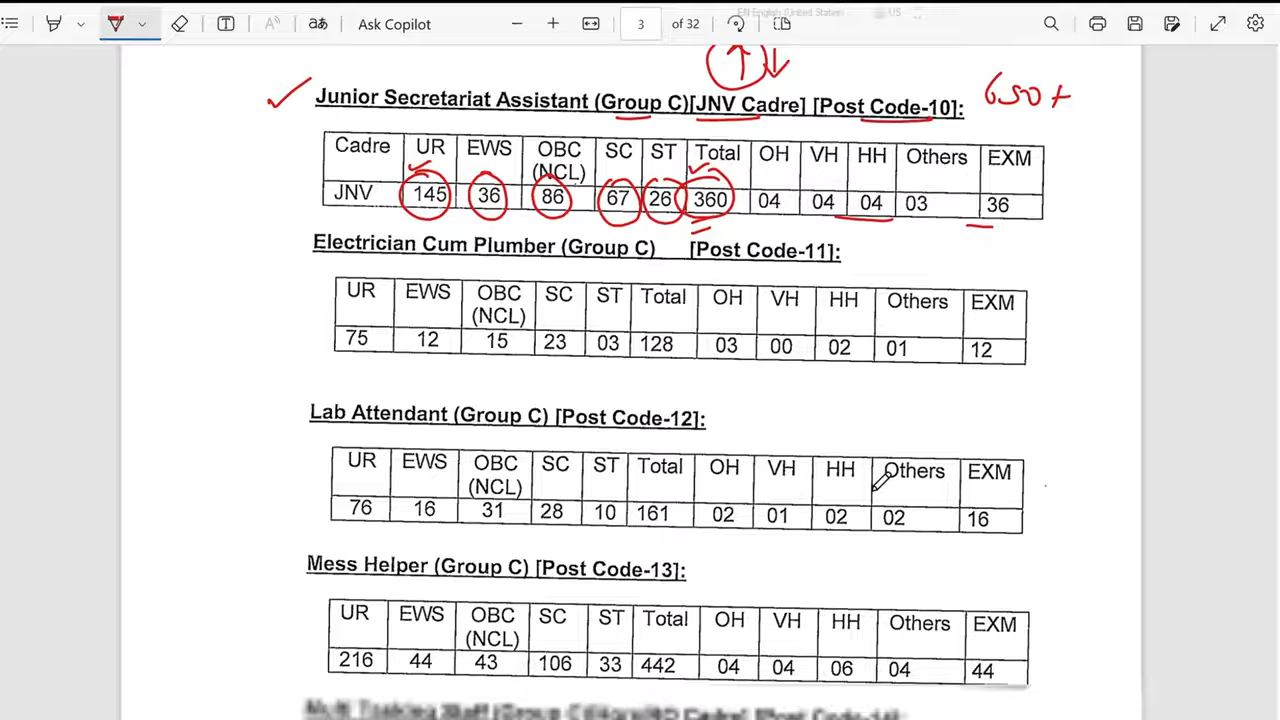 Ask Copilot
3 of 32
650+
Junior Secretariat Assistant (Group C)[JNV Cadre] [Post Code-10]:
Cadre UR EWS OBC (NCL) SC ST Total OH VH HH Others EXM
JNV 145 36 86 67 26 360 04 04 04 03 36
Electrician Cum Plumber (Group C) [Post Code-11]:
UR EWS OBC (NCL) SC ST Total OH VH HH Others EXM
75 12 15 23 03 128 03 00 02 01 12
Lab Attendant (Group C) [Post Code-12]:
UR EWS OBC (NCL) SC ST Total OH VH HH Others EXM
76 16 31 28 10 161 02 01 02 02 16
Mess Helper (Group C) [Post Code-13]:
UR EWS OBC (NCL) SC ST Total OH VH HH Others EXM
216 44 43 106 33 442 04 04 06 04 44